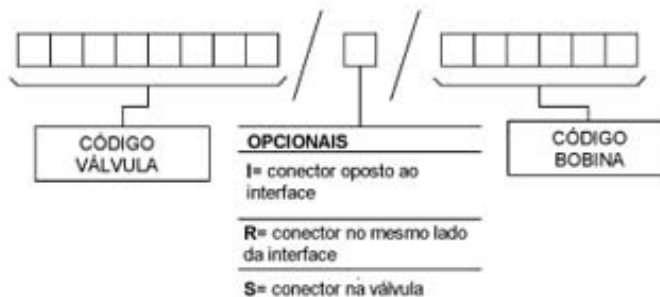 CÓDIGO
VÁLVULA
OPCIONAIS
I= conector oposto ao
interface
R= conector no mesmo lado
da interface
S= conector na válvula
CÓDIGO
BOBINA